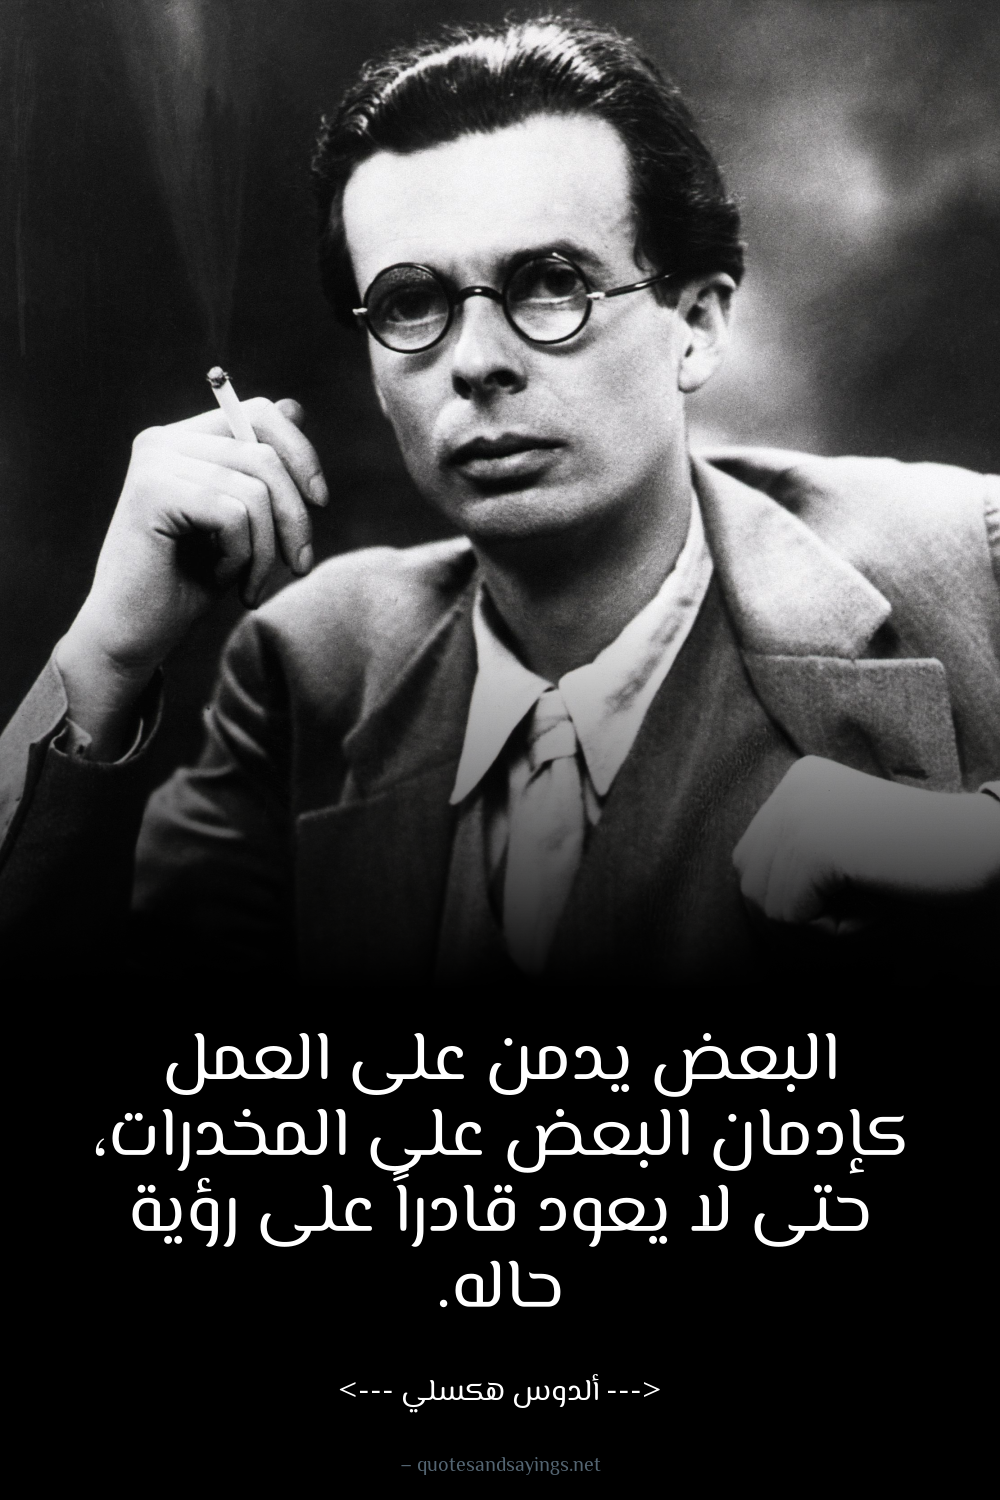 البعض يدمن على العمل
كإدمان البعض على المخدرات،
حتى لا يعود قادراً على رؤية
حاله.
<--- ألدوس هكسلي --->
– quotesandsayings.net